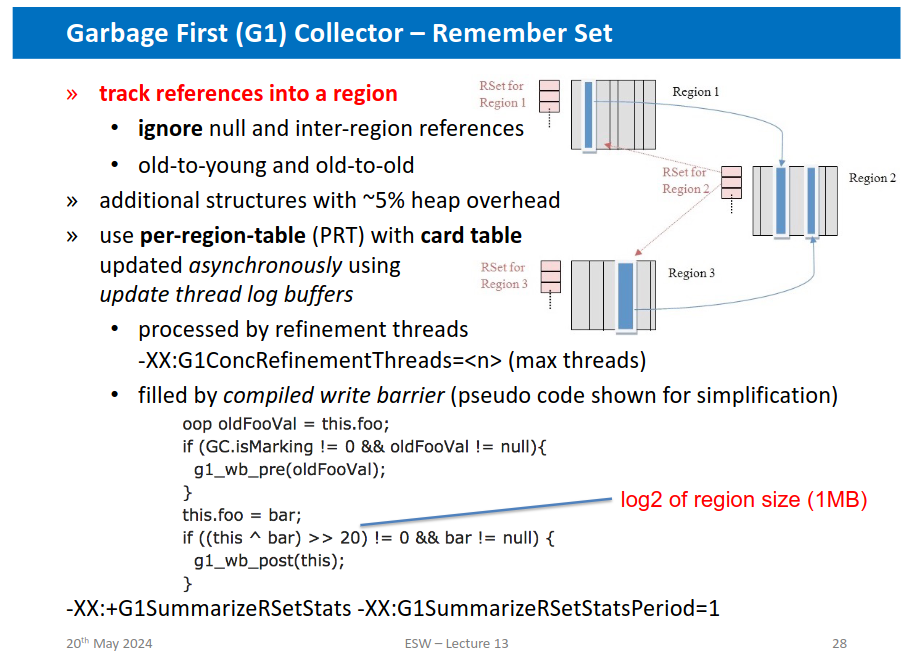 Garbage First (G1) Collector – Remember Set
» track references into a region
• ignore null and inter-region references
• old-to-young and old-to-old
» additional structures with ~5% heap overhead
» use per-region-table (PRT) with card table
updated asynchronously using
update thread log buffers
• processed by refinement threads
-XX:G1ConcRefinementThreads=<n> (max threads)
• filled by compiled write barrier (pseudo code shown for simplification)
oop oldFooVal = this.foo;
if (GC.isMarking != 0 && oldFooVal != null){
g1_wb_pre(oldFooVal);
}
this.foo = bar;
if ((this ^ bar) >> 20) != 0 && bar != null) {
g1_wb_post(this);
}
log2 of region size (1MB)
-XX:+G1SummarizeRSetStats -XX:G1SummarizeRSetStatsPeriod=1
RSet for
Region 1
Region 1
RSet for
Region 2
Region 2
RSet for
Region 3
Region 3
20th May 2024
ESW – Lecture 13
28